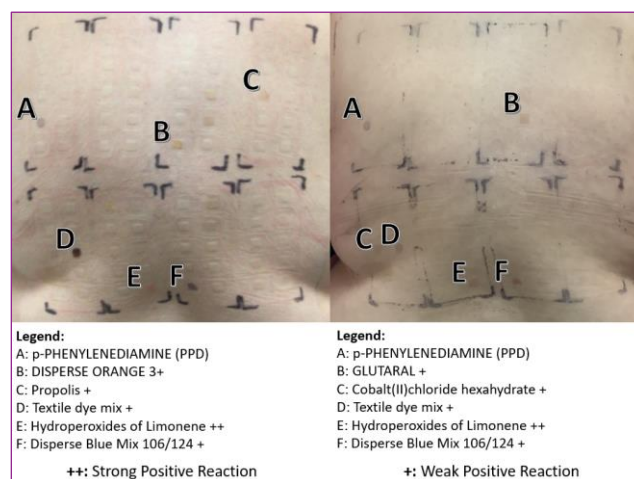 C
A
B
D
E
F
A
B
C
D
E
F
Legend:
A: p-PHENYLENEDIAMINE (PPD)
B: DISPERSE ORANGE 3+
C: Propolis +
D: Textile dye mix +
E: Hydroperoxides of Limonene ++
F: Disperse Blue Mix 106/124 +
++: Strong Positive Reaction
Legend:
A: p-PHENYLENEDIAMINE (PPD)
B: GLUTARAL +
C: Cobalt(II)chloride hexahydrate +
D: Textile dye mix +
E: Hydroperoxides of Limonene ++
F: Disperse Blue Mix 106/124 +
+: Weak Positive Reaction